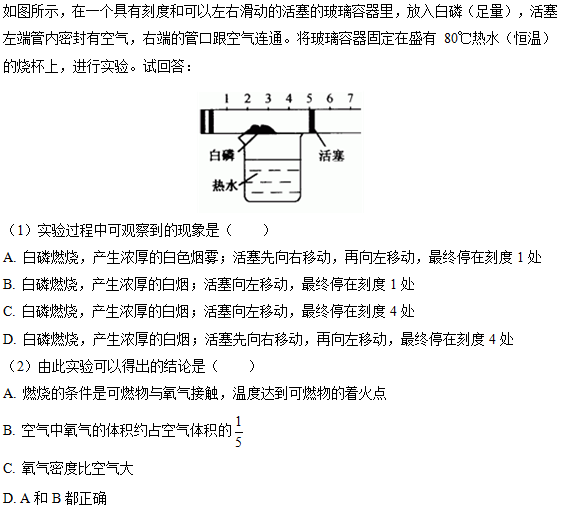 如图所示，在一个具有刻度和可以左右滑动的活塞的玻璃容器里，放入白磷（足量），活塞
左端管内密封有空气，右端的管口跟空气连通。将玻璃容器固定在盛有 80℃热水（恒温）
的烧杯上，进行实验。试回答：
1 2 3 4 5 6 7
白磷 活塞
热水
（1）实验过程中可观察到的现象是（ ）
A. 白磷燃烧，产生浓厚的白色烟雾；活塞先向右移动，再向左移动，最终停在刻度 1 处
B. 白磷燃烧，产生浓厚的白烟；活塞向左移动，最终停在刻度 1 处
C. 白磷燃烧，产生浓厚的白烟；活塞向左移动，最终停在刻度 4 处
D. 白磷燃烧，产生浓厚的白烟；活塞先向右移动，再向左移动，最终停在刻度 4 处
（2）由此实验可以得出的结论是（ ）
A. 燃烧的条件是可燃物与氧气接触，温度达到可燃物的着火点
B. 空气中氧气的体积约占空气体积的 1/5
C. 氧气密度比空气大
D. A 和 B 都正确